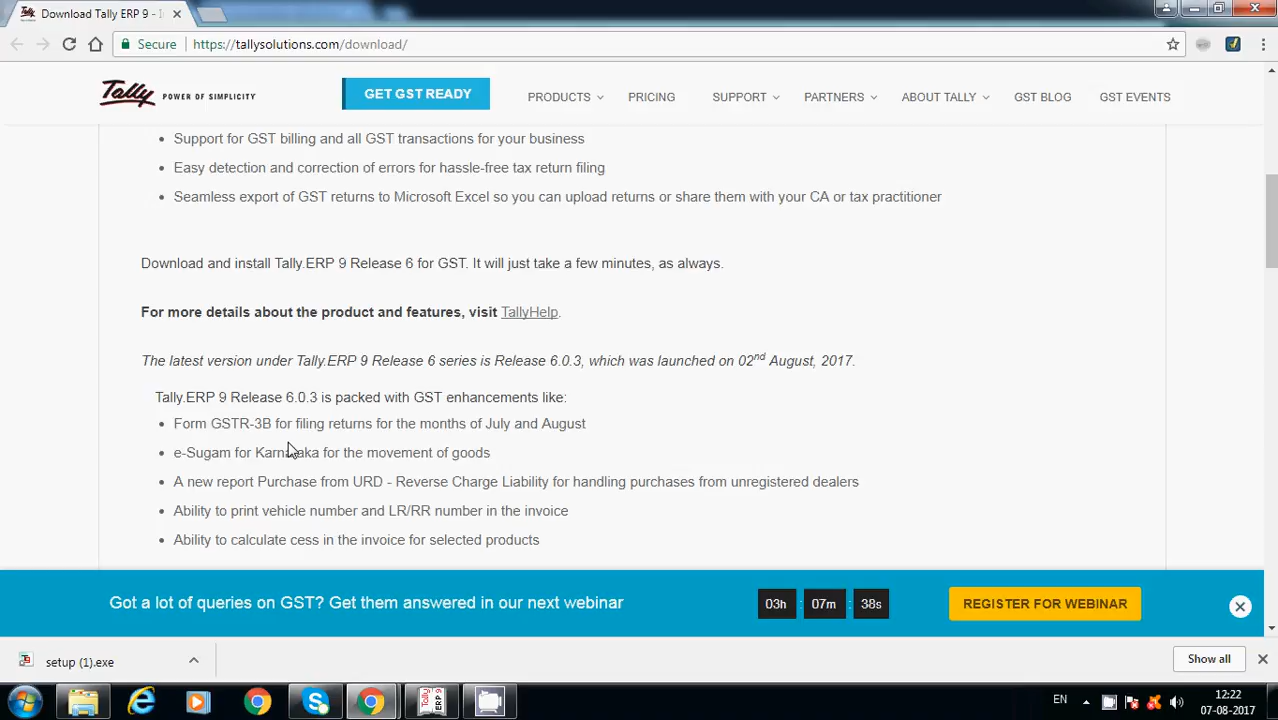 Download Tally ERP 9 - I
Secure
https://tallysolutions.com/download/
Tally POWER OF SIMPLICITY
GET GST READY
PRODUCTS
PRICING
SUPPORT
PARTNERS
ABOUT TALLY
GST BLOG
GST EVENTS
• Support for GST billing and all GST transactions for your business
• Easy detection and correction of errors for hassle-free tax return filing
• Seamless export of GST returns to Microsoft Excel so you can upload returns or share them with your CA or tax practitioner
Download and install Tally.ERP 9 Release 6 for GST. It will just take a few minutes, as always.
For more details about the product and features, visit TallyHelp.
The latest version under Tally.ERP 9 Release 6 series is Release 6.0.3, which was launched on 02nd August, 2017.
Tally.ERP 9 Release 6.0.3 is packed with GST enhancements like:
• Form GSTR-3B for filing returns for the months of July and August
• e-Sugam for Karnataka for the movement of goods
• A new report Purchase from URD - Reverse Charge Liability for handling purchases from unregistered dealers
• Ability to print vehicle number and LR/RR number in the invoice
• Ability to calculate cess in the invoice for selected products
Got a lot of queries on GST? Get them answered in our next webinar
03h : 07m : 38s
REGISTER FOR WEBINAR
setup (1).exe
Show all
Tally ERP 9
EN
12:22
07-08-2017